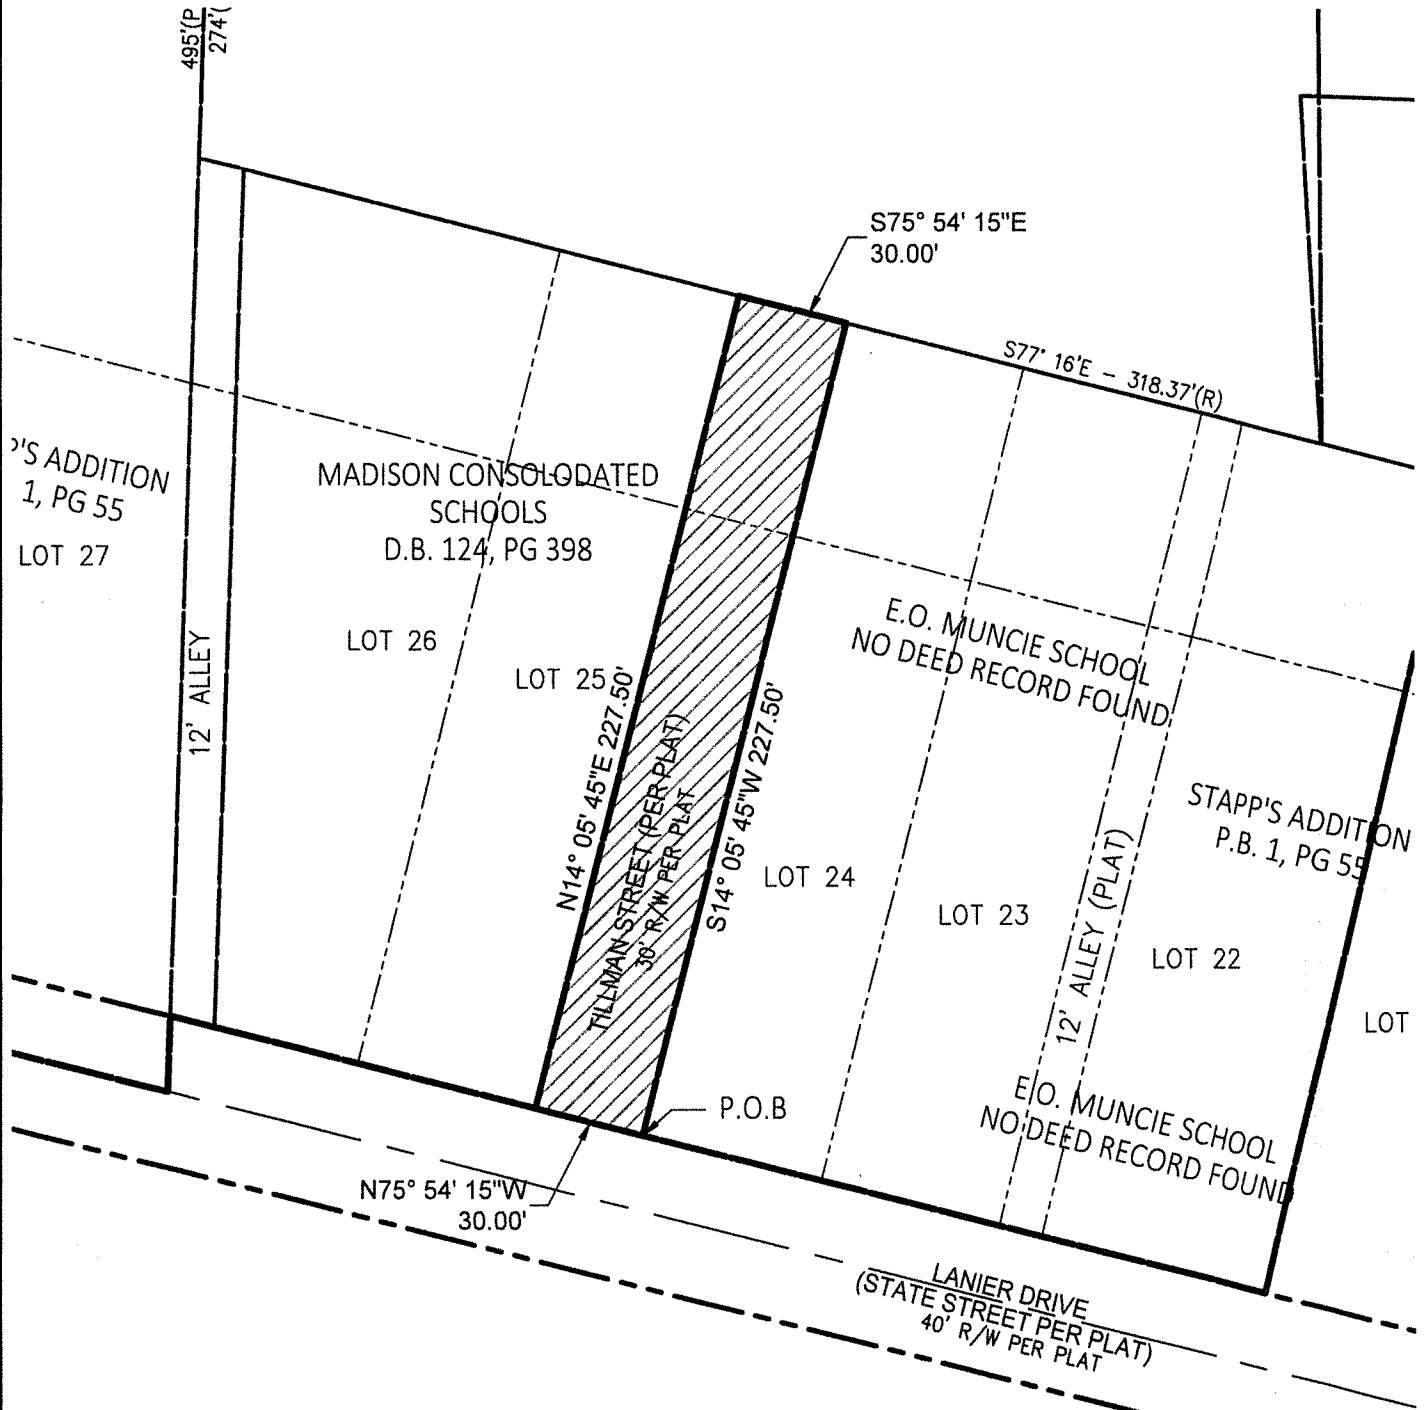 495'(P
274'(
S75° 54' 15"E
30.00'
S77° 16'E - 318.37'(R)
'S ADDITION
1, PG 55
LOT 27
MADISON CONSOLODATED
SCHOOLS
D.B. 124, PG 398
12' ALLEY
LOT 26
LOT 25
N14° 05' 45"E 227.50'
TILLMAN STREET (PER PLAT)
30' R/W PER PLAT
S14° 05' 45"W 227.50'
E.O. MUNCIE SCHOOL
NO DEED RECORD FOUND
STAPP'S ADDITION
P.B. 1, PG 55
LOT 24
LOT 23
12' ALLEY (PLAT)
LOT 22
LOT
P.O.B
E.O. MUNCIE SCHOOL
NO DEED RECORD FOUND
N75° 54' 15"W
30.00'
LANIER DRIVE
(STATE STREET PER PLAT)
40' R/W PER PLAT